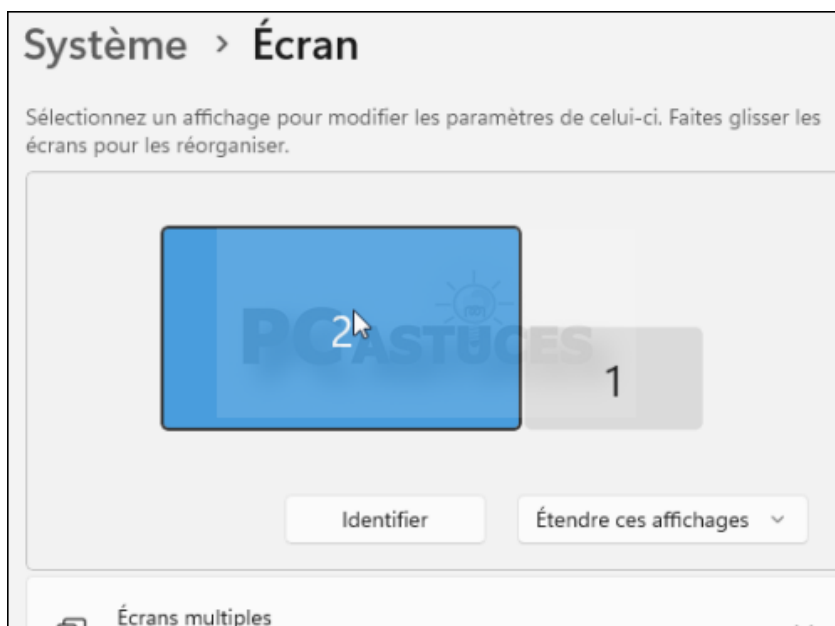 Système > Écran
Sélectionnez un affichage pour modifier les paramètres de celui-ci. Faites glisser les
écrans pour les réorganiser.
2
PC ASTUCES
1
Identifier
Étendre ces affichages
Écrans multiples